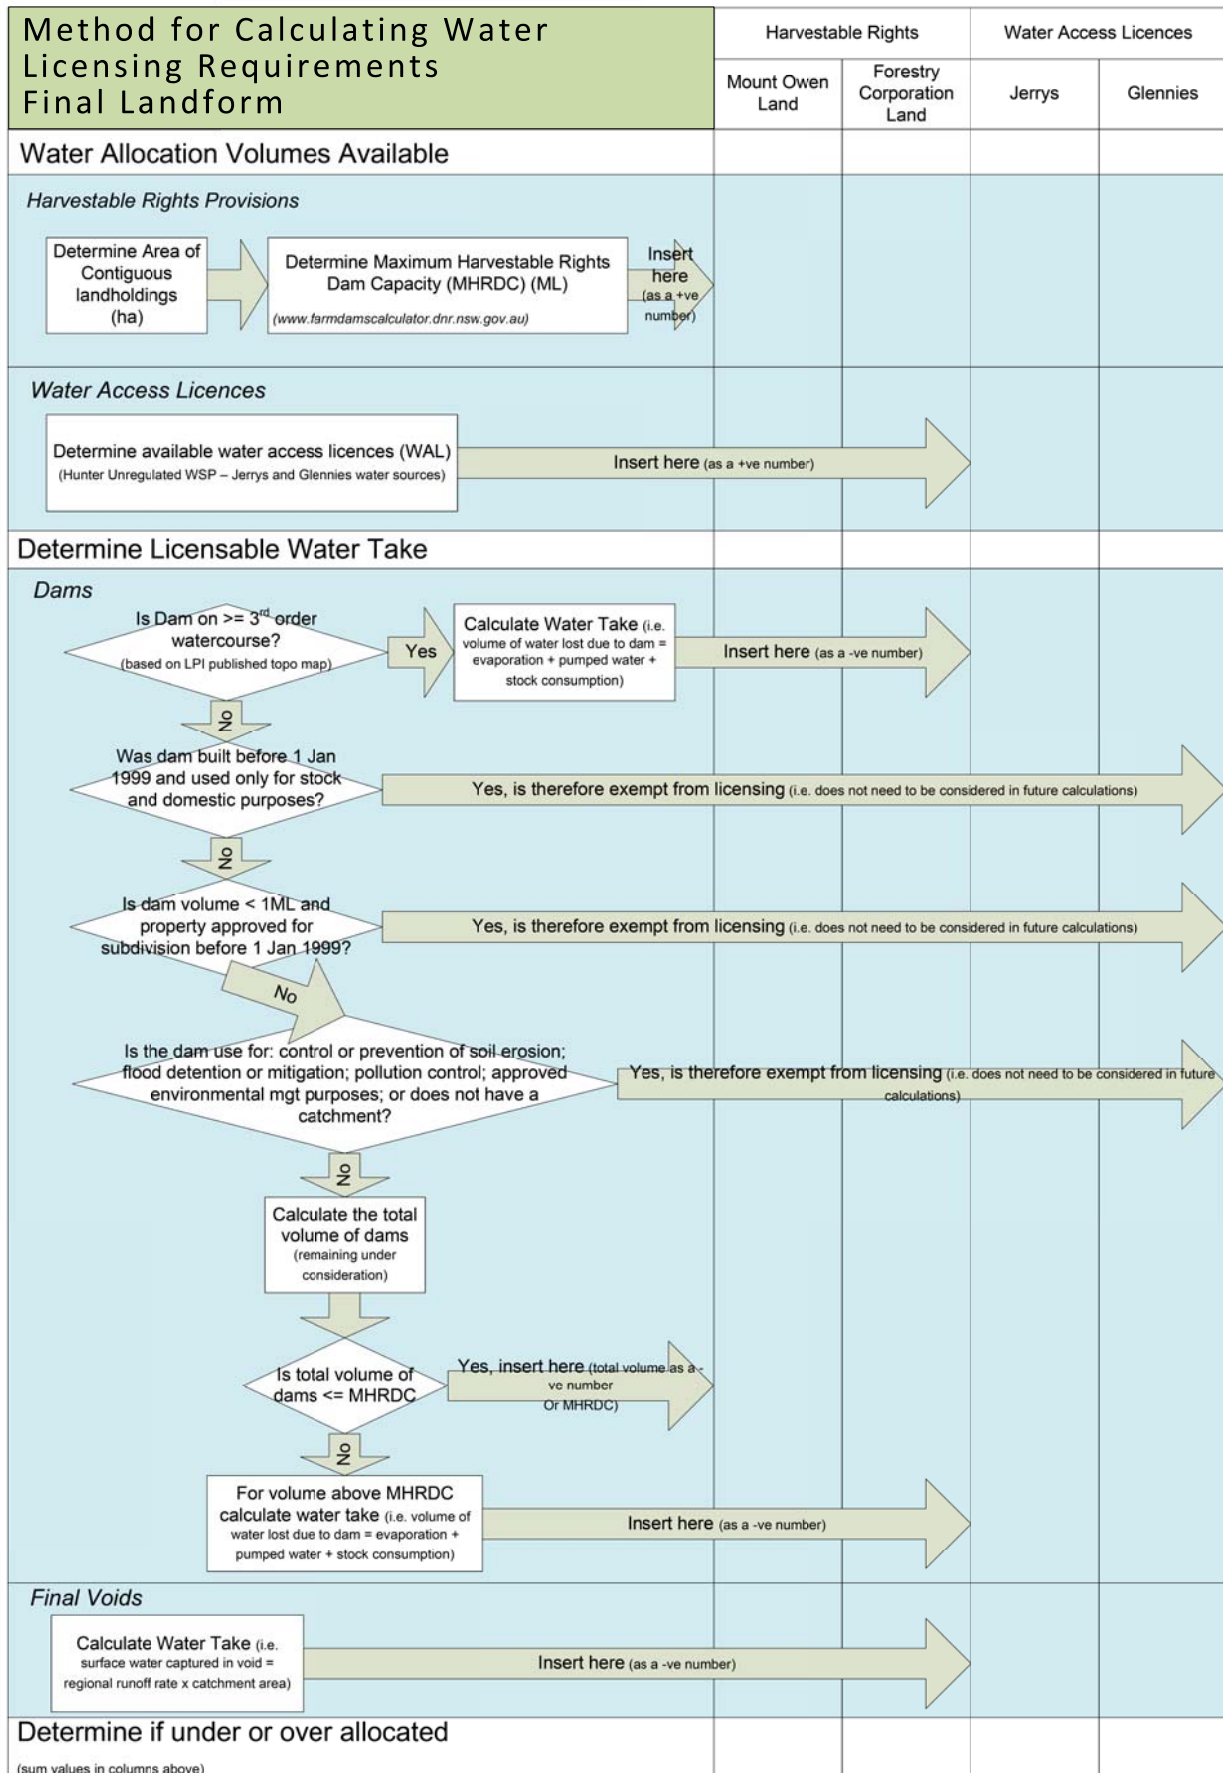 Method for Calculating Water
Licensing Requirements
Final Landform
Harvestable Rights
Water Access Licences
Mount Owen
Land
Forestry
Corporation
Land
Jerrys
Glennies
Water Allocation Volumes Available
Harvestable Rights Provisions
Determine Area of
Contiguous
landholdings
(ha)
Determine Maximum Harvestable Rights
Dam Capacity (MHRDC) (ML)
(www.farmdamscalculator.dnr.nsw.gov.au)
Insert
here
(as a +ve
number)
Water Access Licences
Determine available water access licences (WAL)
(Hunter Unregulated WSP – Jerrys and Glennies water sources)
Insert here (as a +ve number)
Determine Licensable Water Take
Dams
Is Dam on >= 3rd order
watercourse?
(based on LPI published topo map)
Yes
Calculate Water Take (i.e.
volume of water lost due to dam =
evaporation + pumped water +
stock consumption)
Insert here (as a -ve number)
No
Was dam built before 1 Jan
1999 and used only for stock
and domestic purposes?
Yes, is therefore exempt from licensing (i.e. does not need to be considered in future calculations)
No
Is dam volume < 1ML and
property approved for
subdivision before 1 Jan 1999?
Yes, is therefore exempt from licensing (i.e. does not need to be considered in future calculations)
No
Is the dam use for: control or prevention of soil erosion;
flood detention or mitigation; pollution control; approved
environmental mgt purposes; or does not have a
catchment?
Yes, is therefore exempt from licensing (i.e. does not need to be considered in future
calculations)
No
Calculate the total
volume of dams
(remaining under
consideration)
Is total volume of
dams <= MHRDC
Yes, insert here (total volume as a -
ve number
Or MHRDC)
No
For volume above MHRDC
calculate water take (i.e. volume of
water lost due to dam = evaporation +
pumped water + stock consumption)
Insert here (as a -ve number)
Final Voids
Calculate Water Take (i.e.
surface water captured in void =
regional runoff rate x catchment area)
Insert here (as a -ve number)
Determine if under or over allocated
(sum values in columns above)